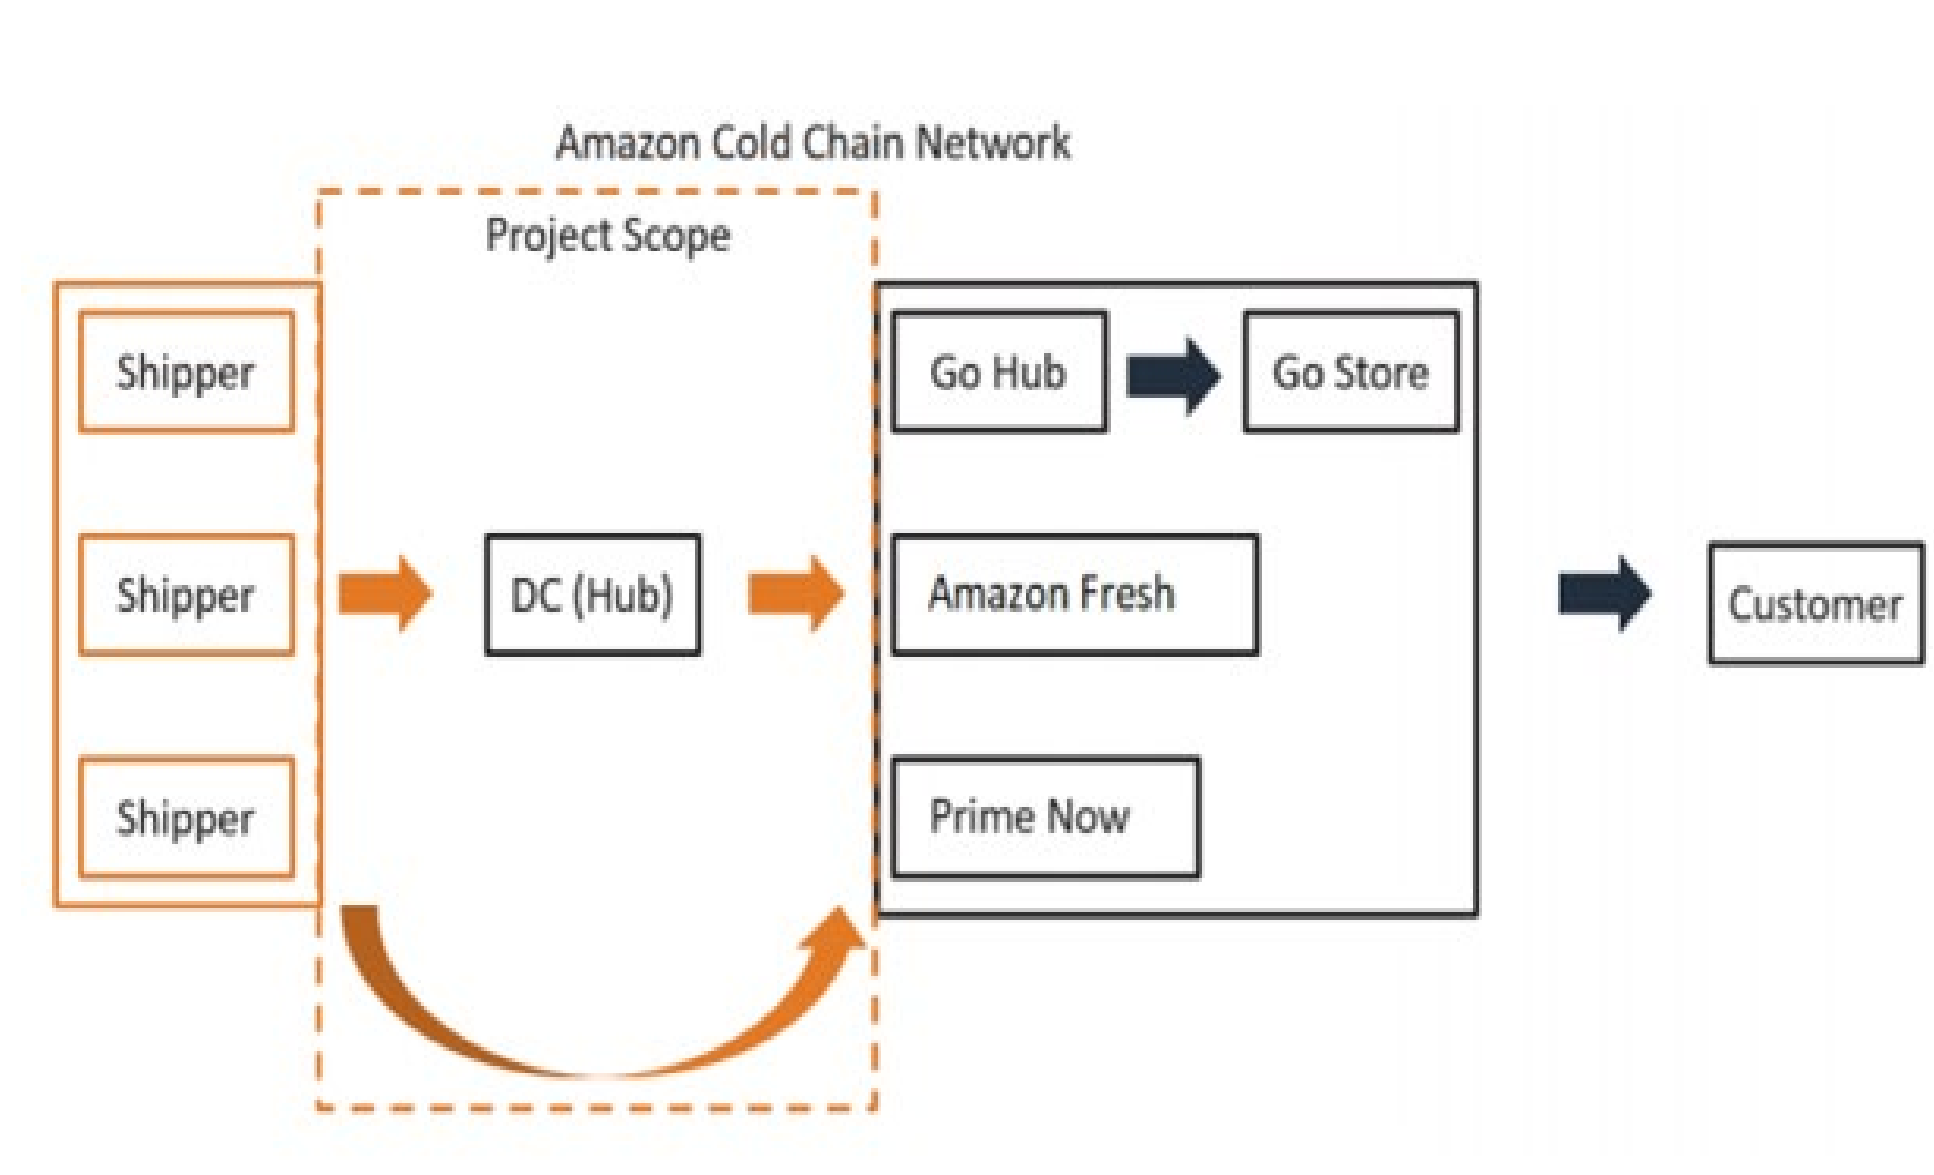 Amazon Cold Chain Network
Project Scope
Shipper
Go Hub
Go Store
Shipper
DC (Hub)
Amazon Fresh
Customer
Shipper
Prime Now